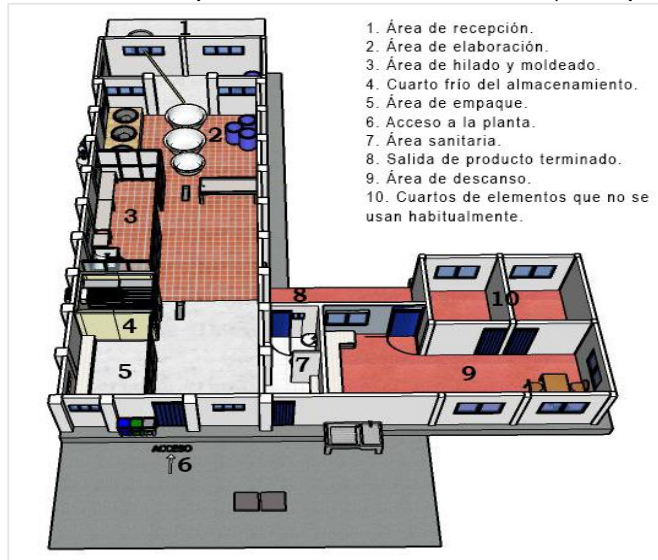 1. Área de recepción.
2. Área de elaboración.
3. Área de hilado y moldeado.
4. Cuarto frío del almacenamiento.
5. Área de empaque.
6. Acceso a la planta.
7. Área sanitaria.
8. Salida de producto terminado.
9. Área de descanso.
10. Cuartos de elementos que no se
usan habitualmente.
1
2
3
8
10
4
7
5
9
ACCESO
6